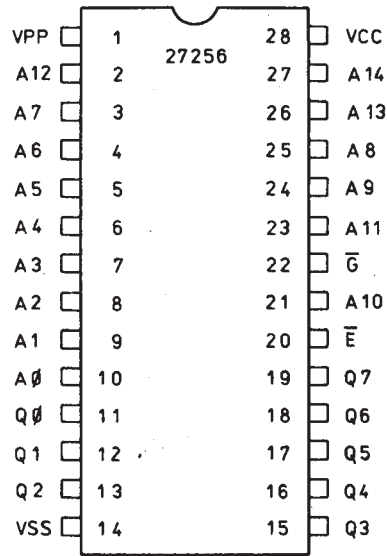 VPP 1 28 VCC
27256
A12 2 27 A14
A7 3 26 A13
A6 4 25 A8
A5 5 24 A9
A4 6 23 A11
A3 7 22 G̅
A2 8 21 A10
A1 9 20 E̅
AØ 10 19 Q7
QØ 11 18 Q6
Q1 12 17 Q5
Q2 13 16 Q4
VSS 14 15 Q3